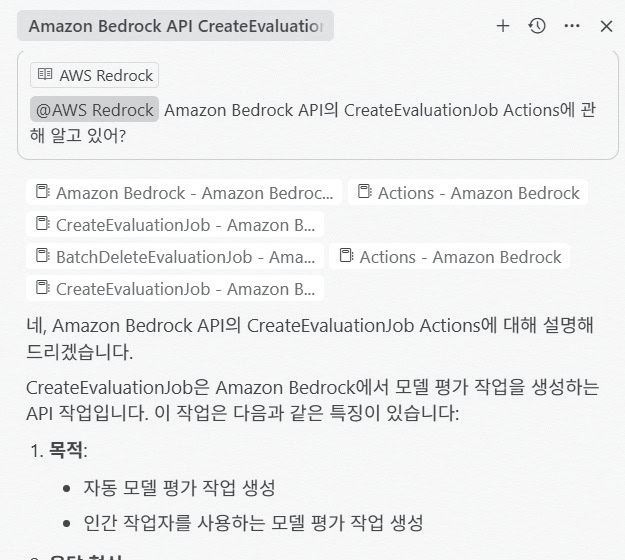 Amazon Bedrock API CreateEvaluation
AWS Redrock
@AWS Redrock Amazon Bedrock API의 CreateEvaluationJob Actions에 관
해 알고 있어?
Amazon Bedrock - Amazon Bedroc... Actions - Amazon Bedrock
CreateEvaluationJob - Amazon B...
BatchDeleteEvaluationJob - Ama... Actions - Amazon Bedrock
CreateEvaluationJob - Amazon B...
네, Amazon Bedrock API의 CreateEvaluationJob Actions에 대해 설명해
드리겠습니다.
CreateEvaluationJob은 Amazon Bedrock에서 모델 평가 작업을 생성하는
API 작업입니다. 이 작업은 다음과 같은 특징이 있습니다:
1. 목적:
• 자동 모델 평가 작업 생성
• 인간 작업자를 사용하는 모델 평가 작업 생성